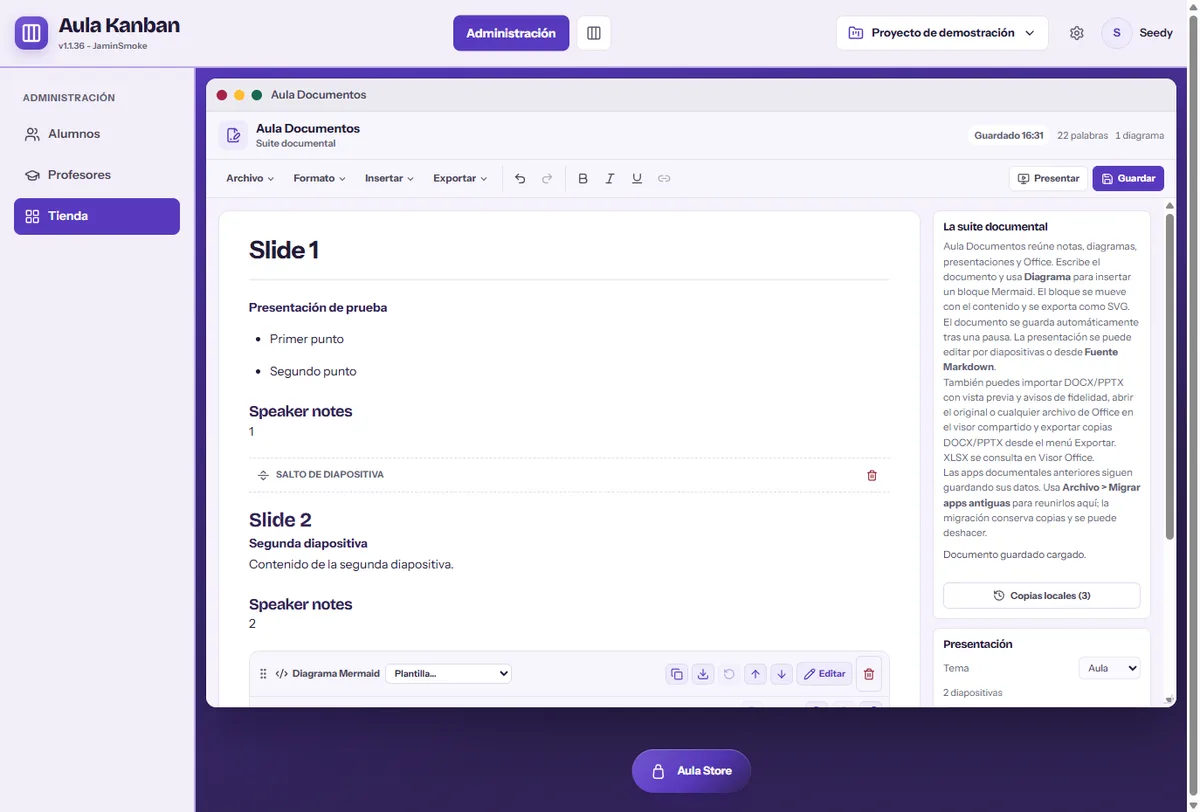 Aula Kanban
v1.1.36 - JaminSmoke
Administración
Proyecto de demostración
S
Seedy
ADMINISTRACIÓN
Alumnos
Profesores
Tienda
Aula Documentos
Aula Documentos
Suite documental
Guardado 16:31
22 palabras
1 diagrama
Archivo
Formato
Insertar
Exportar
B
I
U
Presentar
Guardar
Slide 1
Presentación de prueba
Primer punto
Segundo punto
Speaker notes
1
SALTO DE DIAPOSITIVA
Slide 2
Segunda diapositiva
Contenido de la segunda diapositiva.
Speaker notes
2
Diagrama Mermaid
Plantilla...
Editar
La suite documental
Aula Documentos reúne notas, diagramas,
presentaciones y Office. Escribe el
documento y usa Diagrama para insertar
un bloque Mermaid. El bloque se mueve
con el contenido y se exporta como SVG.
El documento se guarda automáticamente
tras una pausa. La presentación se puede
editar por diapositivas o desde Fuente
Markdown.
También puedes importar DOCX/PPTX
con vista previa y avisos de fidelidad, abrir
el original o cualquier archivo de Office en
el visor compartido y exportar copias
DOCX/PPTX desde el menú Exportar.
XLSX se consulta en Visor Office.
Las apps documentales anteriores siguen
guardando sus datos. Usa Archivo > Migrar
apps antiguas para reunirlos aquí; la
migración conserva copias y se puede
deshacer.
Documento guardado cargado.
Copias locales (3)
Presentación
Tema
Aula
2 diapositivas
Aula Store